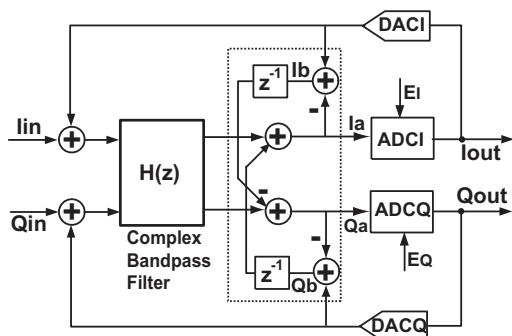 DACI
z-1
Ib
-
EI
Iin
Ia
ADCI
Iout
H(z)
-
Qin
Complex
Bandpass
Filter
-
z-1
Qb
Qa
ADCQ
Qout
EQ
DACQ